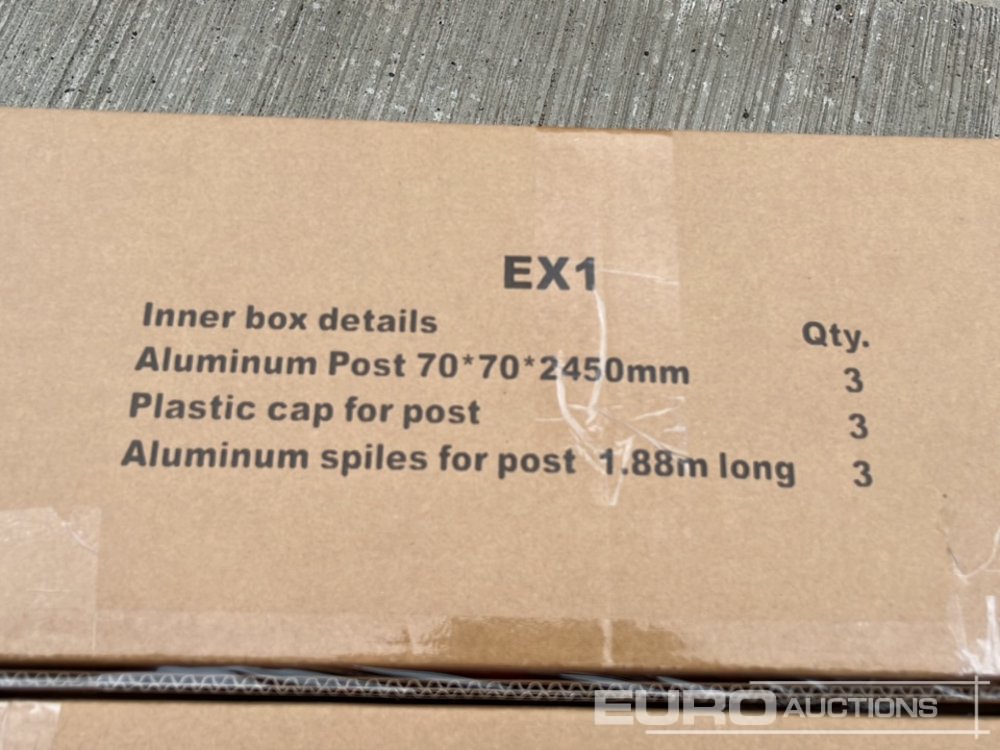 EX1
Inner box details Qty.
Aluminum Post 70*70*2450mm 3
Plastic cap for post 3
Aluminum spiles for post 1.88m long 3
EURO AUCTIONS